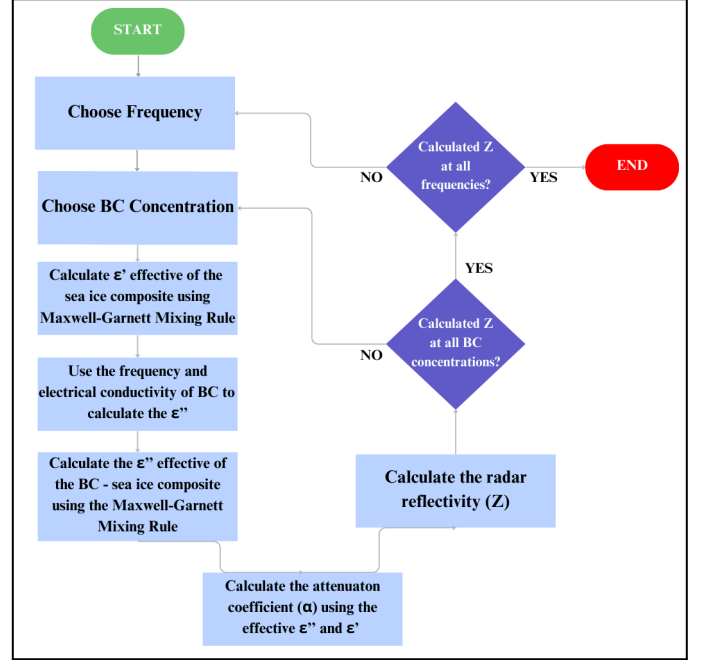 START
Choose Frequency
Choose BC Concentration
Calculate ε’ effective of the
sea ice composite using
Maxwell-Garnett Mixing Rule
Use the frequency and
electrical conductivity of BC to
calculate the ε”
Calculate the ε” effective of
the BC - sea ice composite
using the Maxwell-Garnett
Mixing Rule
Calculate the attenuaton
coefficient (α) using the
effective ε” and ε’
Calculate the radar
reflectivity (Z)
Calculated Z
at all BC
concentrations?
NO
YES
Calculated Z
at all
frequencies?
NO
YES
END